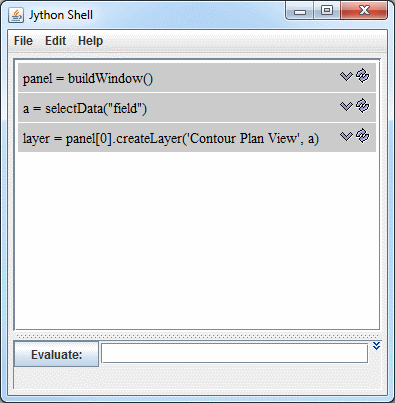 Jython Shell
File Edit Help
panel = buildWindow()
a = selectData("field")
layer = panel[0].createLayer('Contour Plan View', a)
Evaluate: